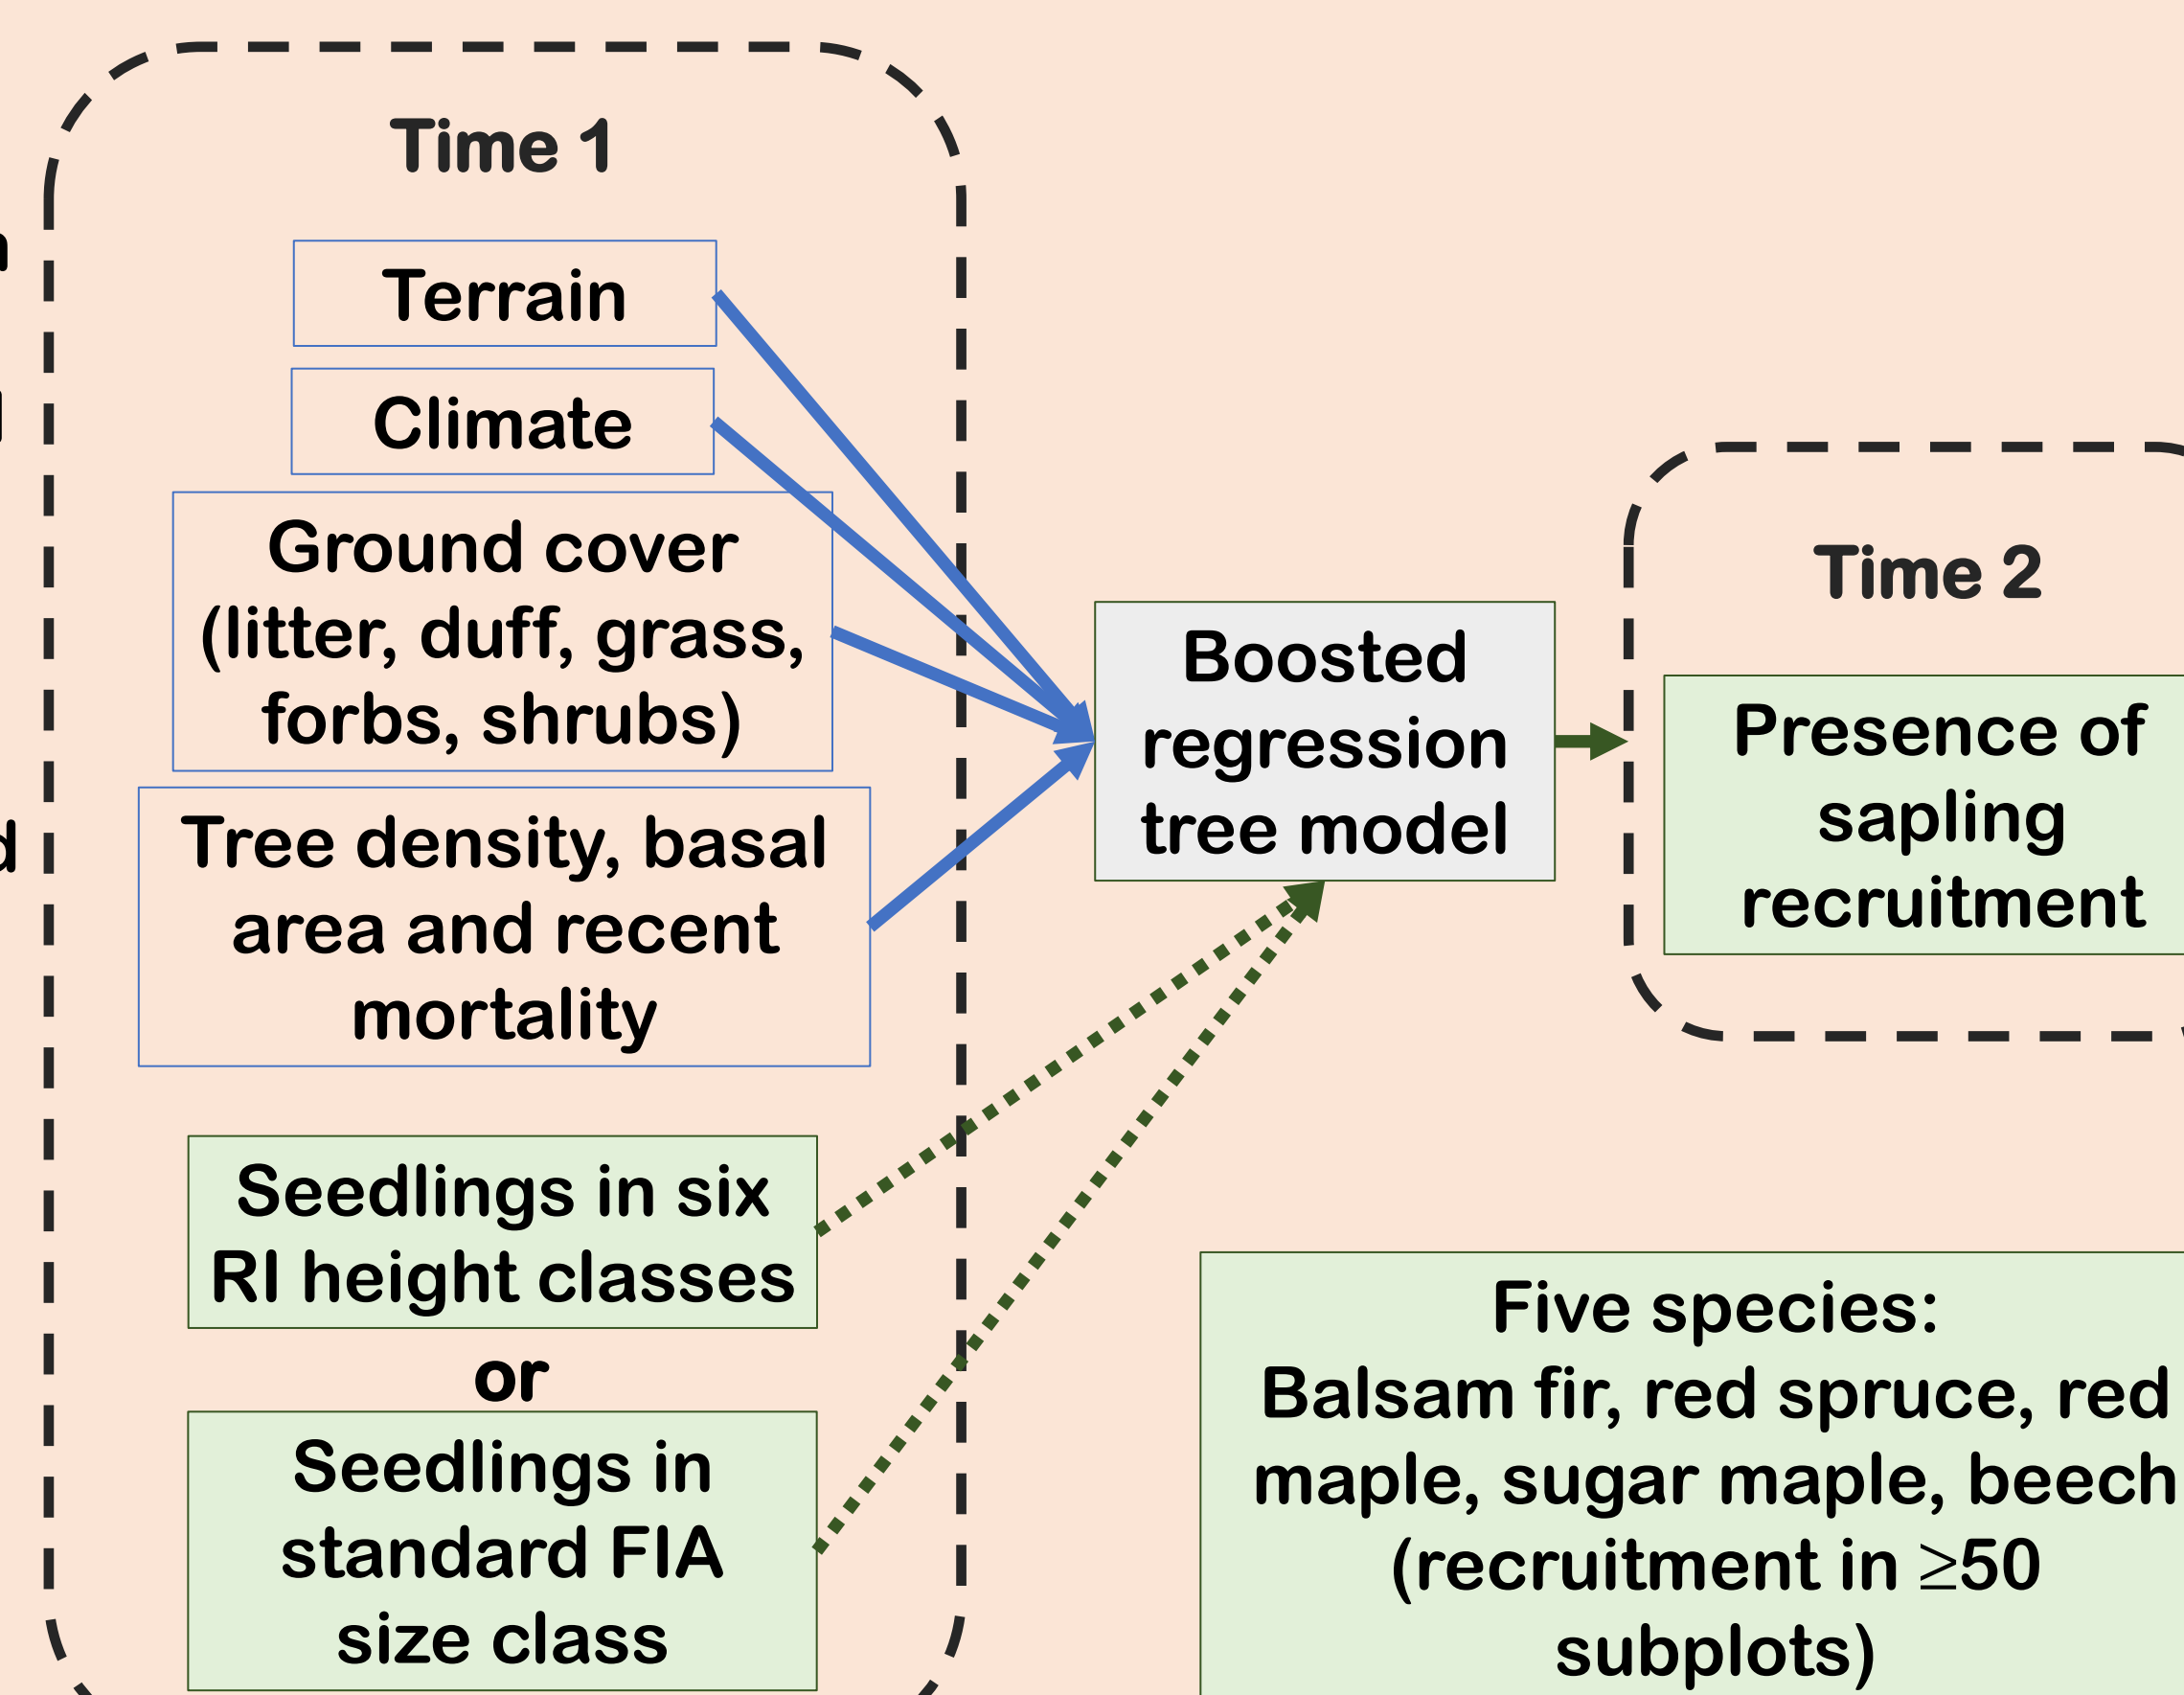 Time 1
Terrain
Climate
Ground cover
(litter, duff, grass,
forbs, shrubs)
Tree density, basal
area and recent
mortality
Seedlings in six
RI height classes
or
Seedlings in
standard FIA
size class
Boosted
regression
tree model
Time 2
Presence of
sapling
recruitment
Five species:
Balsam fir, red spruce, red
maple, sugar maple, beech
(recruitment in ≥50
subplots)